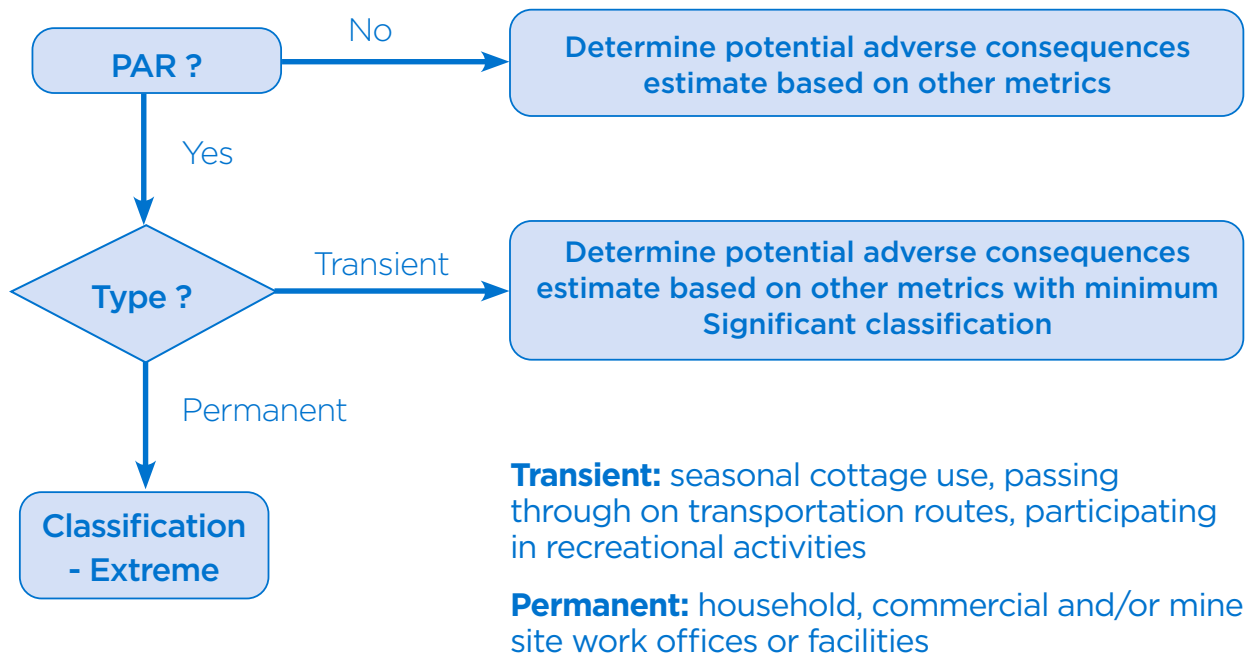 PAR ?
No
Determine potential adverse consequences
estimate based on other metrics
Yes
Type ?
Transient
Determine potential adverse consequences
estimate based on other metrics with minimum
Significant classification
Permanent
Classification
- Extreme
Transient: seasonal cottage use, passing
through on transportation routes, participating
in recreational activities
Permanent: household, commercial and/or mine
site work offices or facilities